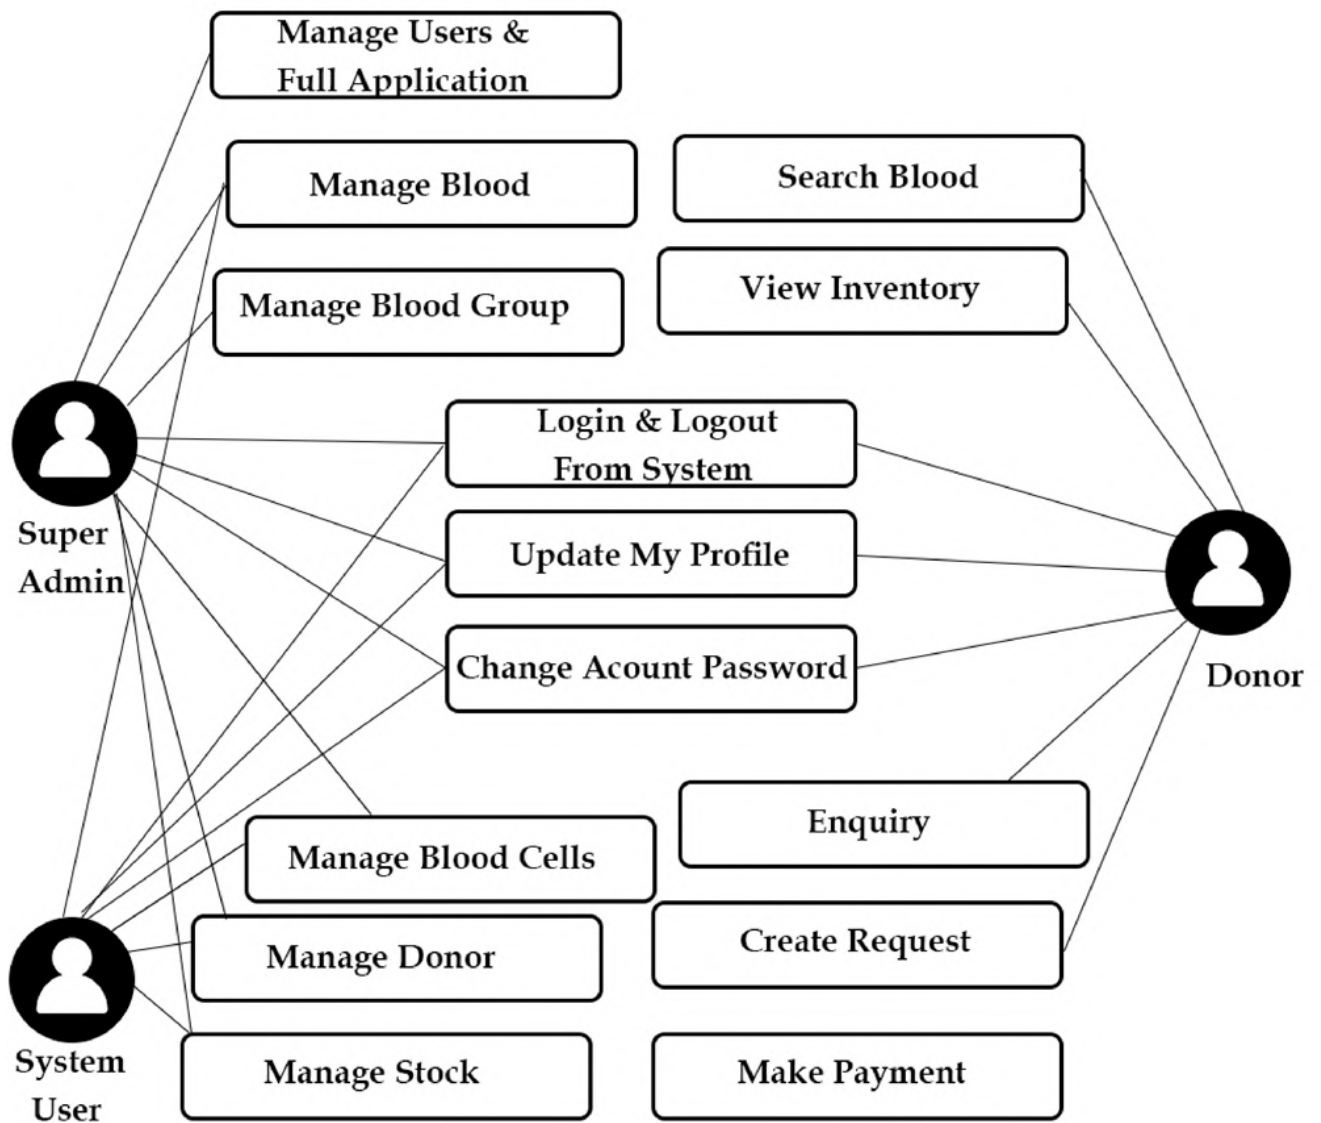 Manage Users &
Full Application
Manage Blood
Search Blood
Manage Blood Group
View Inventory
Login & Logout
From System
Super
Admin
Update My Profile
Change Acount Password
Donor
Enquiry
Manage Blood Cells
Manage Donor
Create Request
System
User
Manage Stock
Make Payment